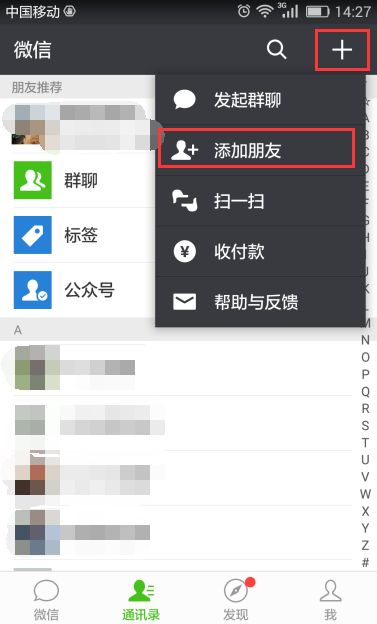 中国移动 3G 14:27
微信
朋友推荐
发起群聊
添加朋友
扫一扫
收付款
帮助与反馈
群聊
标签
公众号
A
☆
A
B
C
D
E
F
G
H
I
J
K
L
M
N
O
P
Q
R
S
T
U
V
W
X
Y
Z
#
微信 通讯录 发现 我